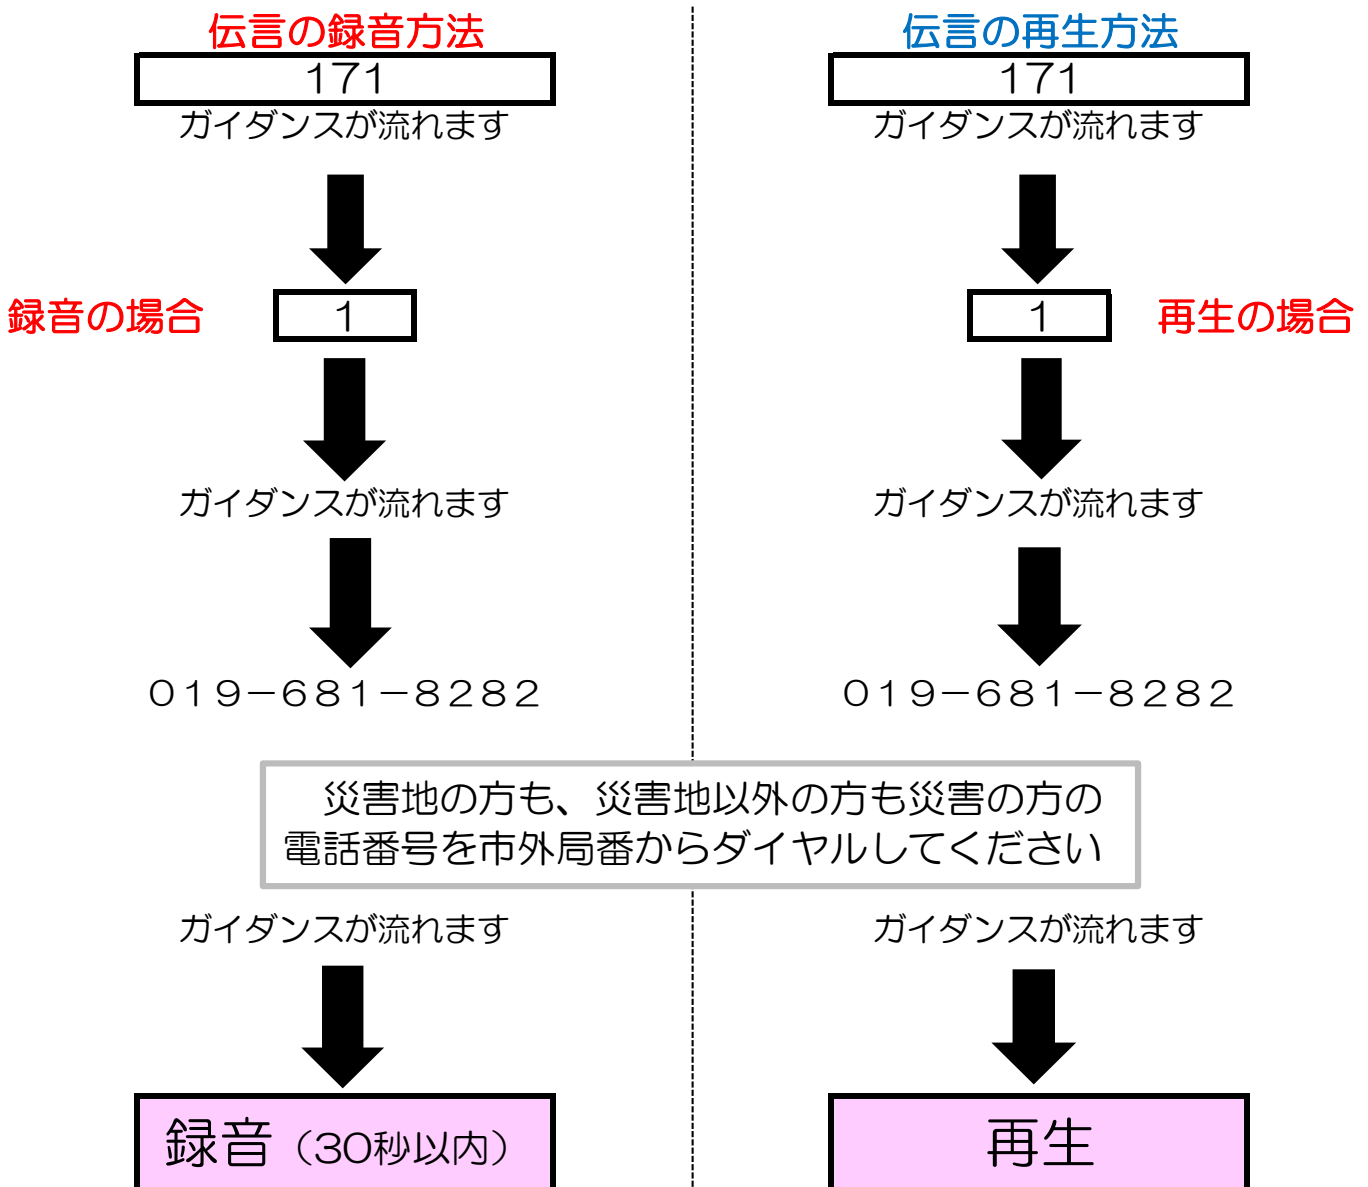 伝言の録音方法
171
ガイダンスが流れます
録音の場合
1
ガイダンスが流れます
019-681-8282
伝言の再生方法
171
ガイダンスが流れます
1
再生の場合
ガイダンスが流れます
019-681-8282
災害地の方も、災害地以外の方も災害の方の
電話番号を市外局番からダイヤルしてください
ガイダンスが流れます
録音（30秒以内）
ガイダンスが流れます
再生